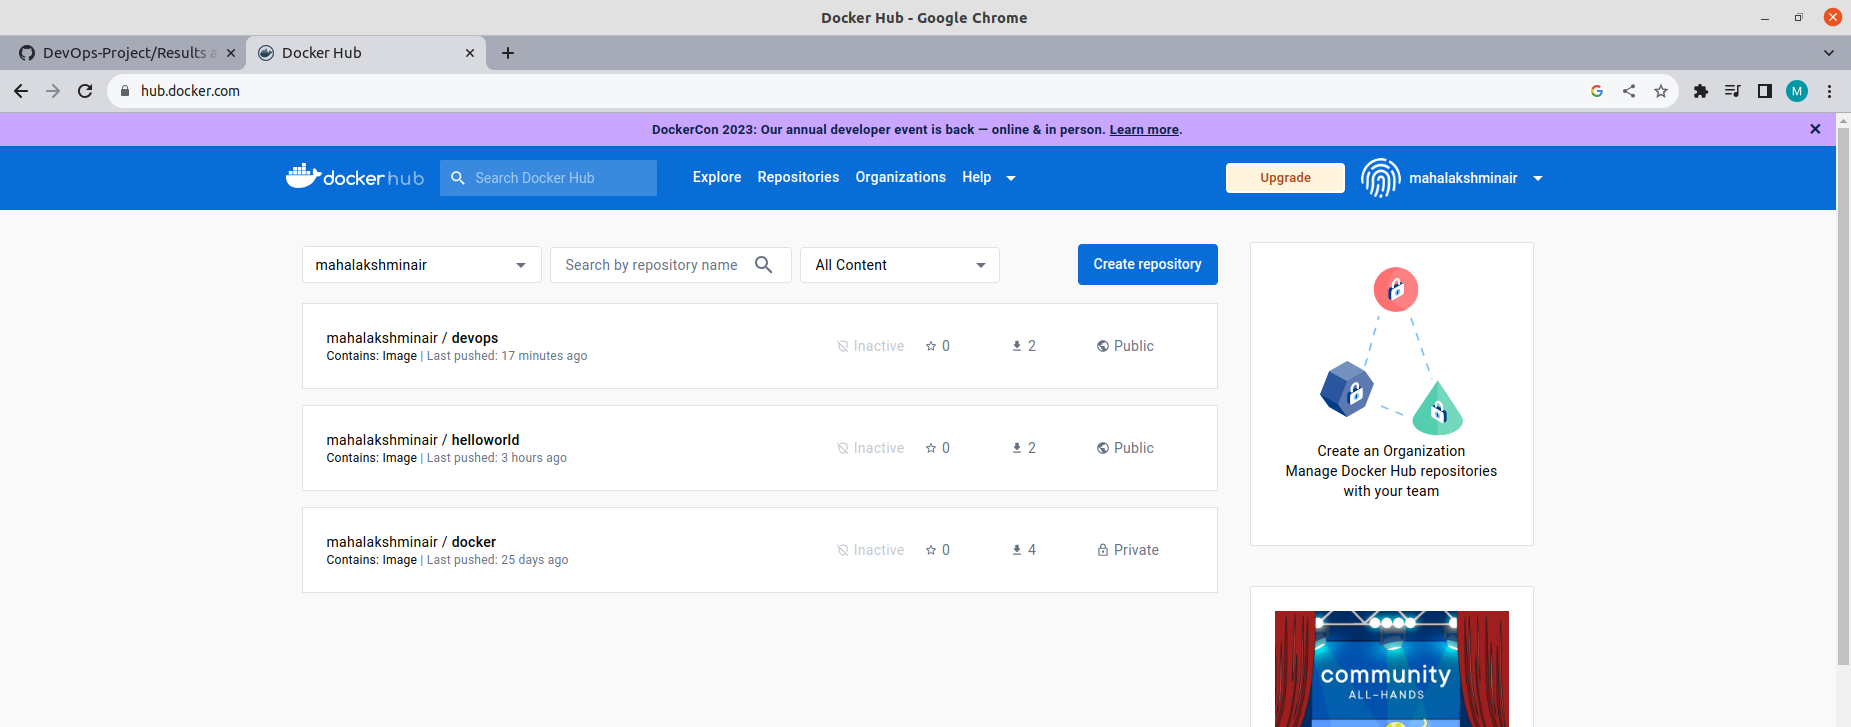 Docker Hub - Google Chrome
DevOps-Project/Results a
Docker Hub
hub.docker.com
M
DockerCon 2023: Our annual developer event is back — online & in person. Learn more.
docker hub
Search Docker Hub
Explore
Repositories
Organizations
Help
Upgrade
mahalakshminair
mahalakshminair
Search by repository name
All Content
Create repository
mahalakshminair / devops
Contains: Image | Last pushed: 17 minutes ago
Inactive
0
2
Public
mahalakshminair / helloworld
Contains: Image | Last pushed: 3 hours ago
Inactive
0
2
Public
mahalakshminair / docker
Contains: Image | Last pushed: 25 days ago
Inactive
0
4
Private
Create an Organization
Manage Docker Hub repositories
with your team
community
ALL-HANDS